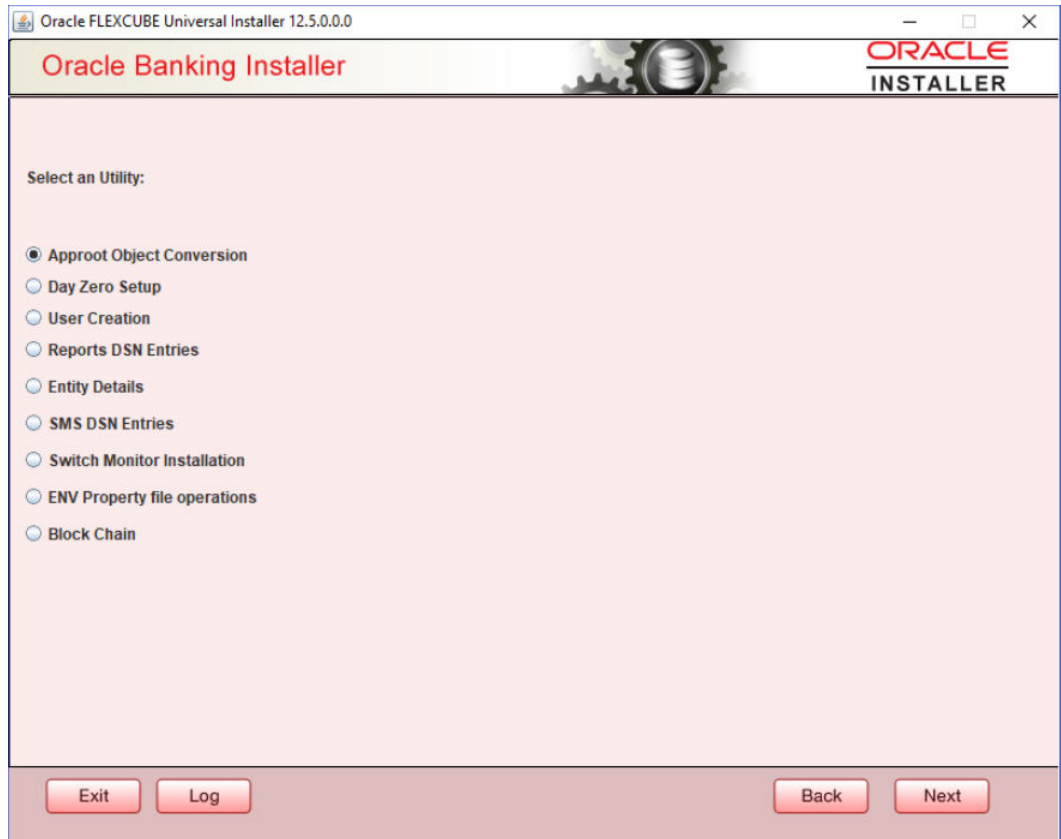 Oracle FLEXCUBE Universal Installer 12.5.0.0.0
Oracle Banking Installer
ORACLE
INSTALLER
Select an Utility:
Approot Object Conversion
Day Zero Setup
User Creation
Reports DSN Entries
Entity Details
SMS DSN Entries
Switch Monitor Installation
ENV Property file operations
Block Chain
Exit
Log
Back
Next